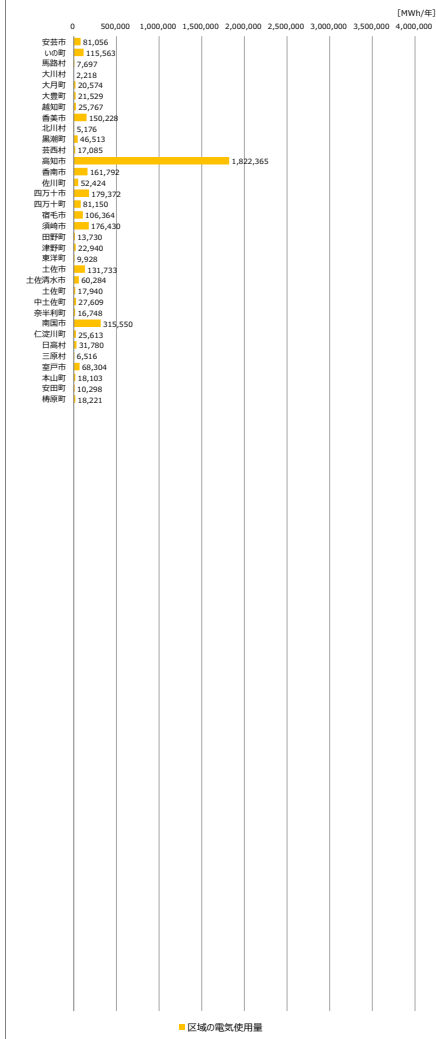 [MWh/年]
0 500,000 1,000,000 1,500,000 2,000,000 2,500,000 3,000,000 3,500,000 4,000,000
安芸市 81,056
いの町 115,563
馬路村 7,697
大川村 2,218
大月町 20,574
大豊町 21,529
越知町 25,767
香美市 150,228
北川村 5,176
黒潮町 46,513
芸西村 17,085
高知市 1,822,365
香南市 161,792
佐川町 52,424
四万十市 179,372
四万十町 81,150
宿毛市 106,364
須崎市 176,430
田野町 13,730
津野町 22,940
東洋町 9,928
土佐市 131,733
土佐清水市 60,284
土佐町 17,940
中土佐町 27,609
奈半利町 16,748
南国市 315,550
仁淀川町 25,613
日高村 31,780
三原村 6,516
室戸市 68,304
本山町 18,103
安田町 10,298
梼原町 18,221
区域の電気使用量